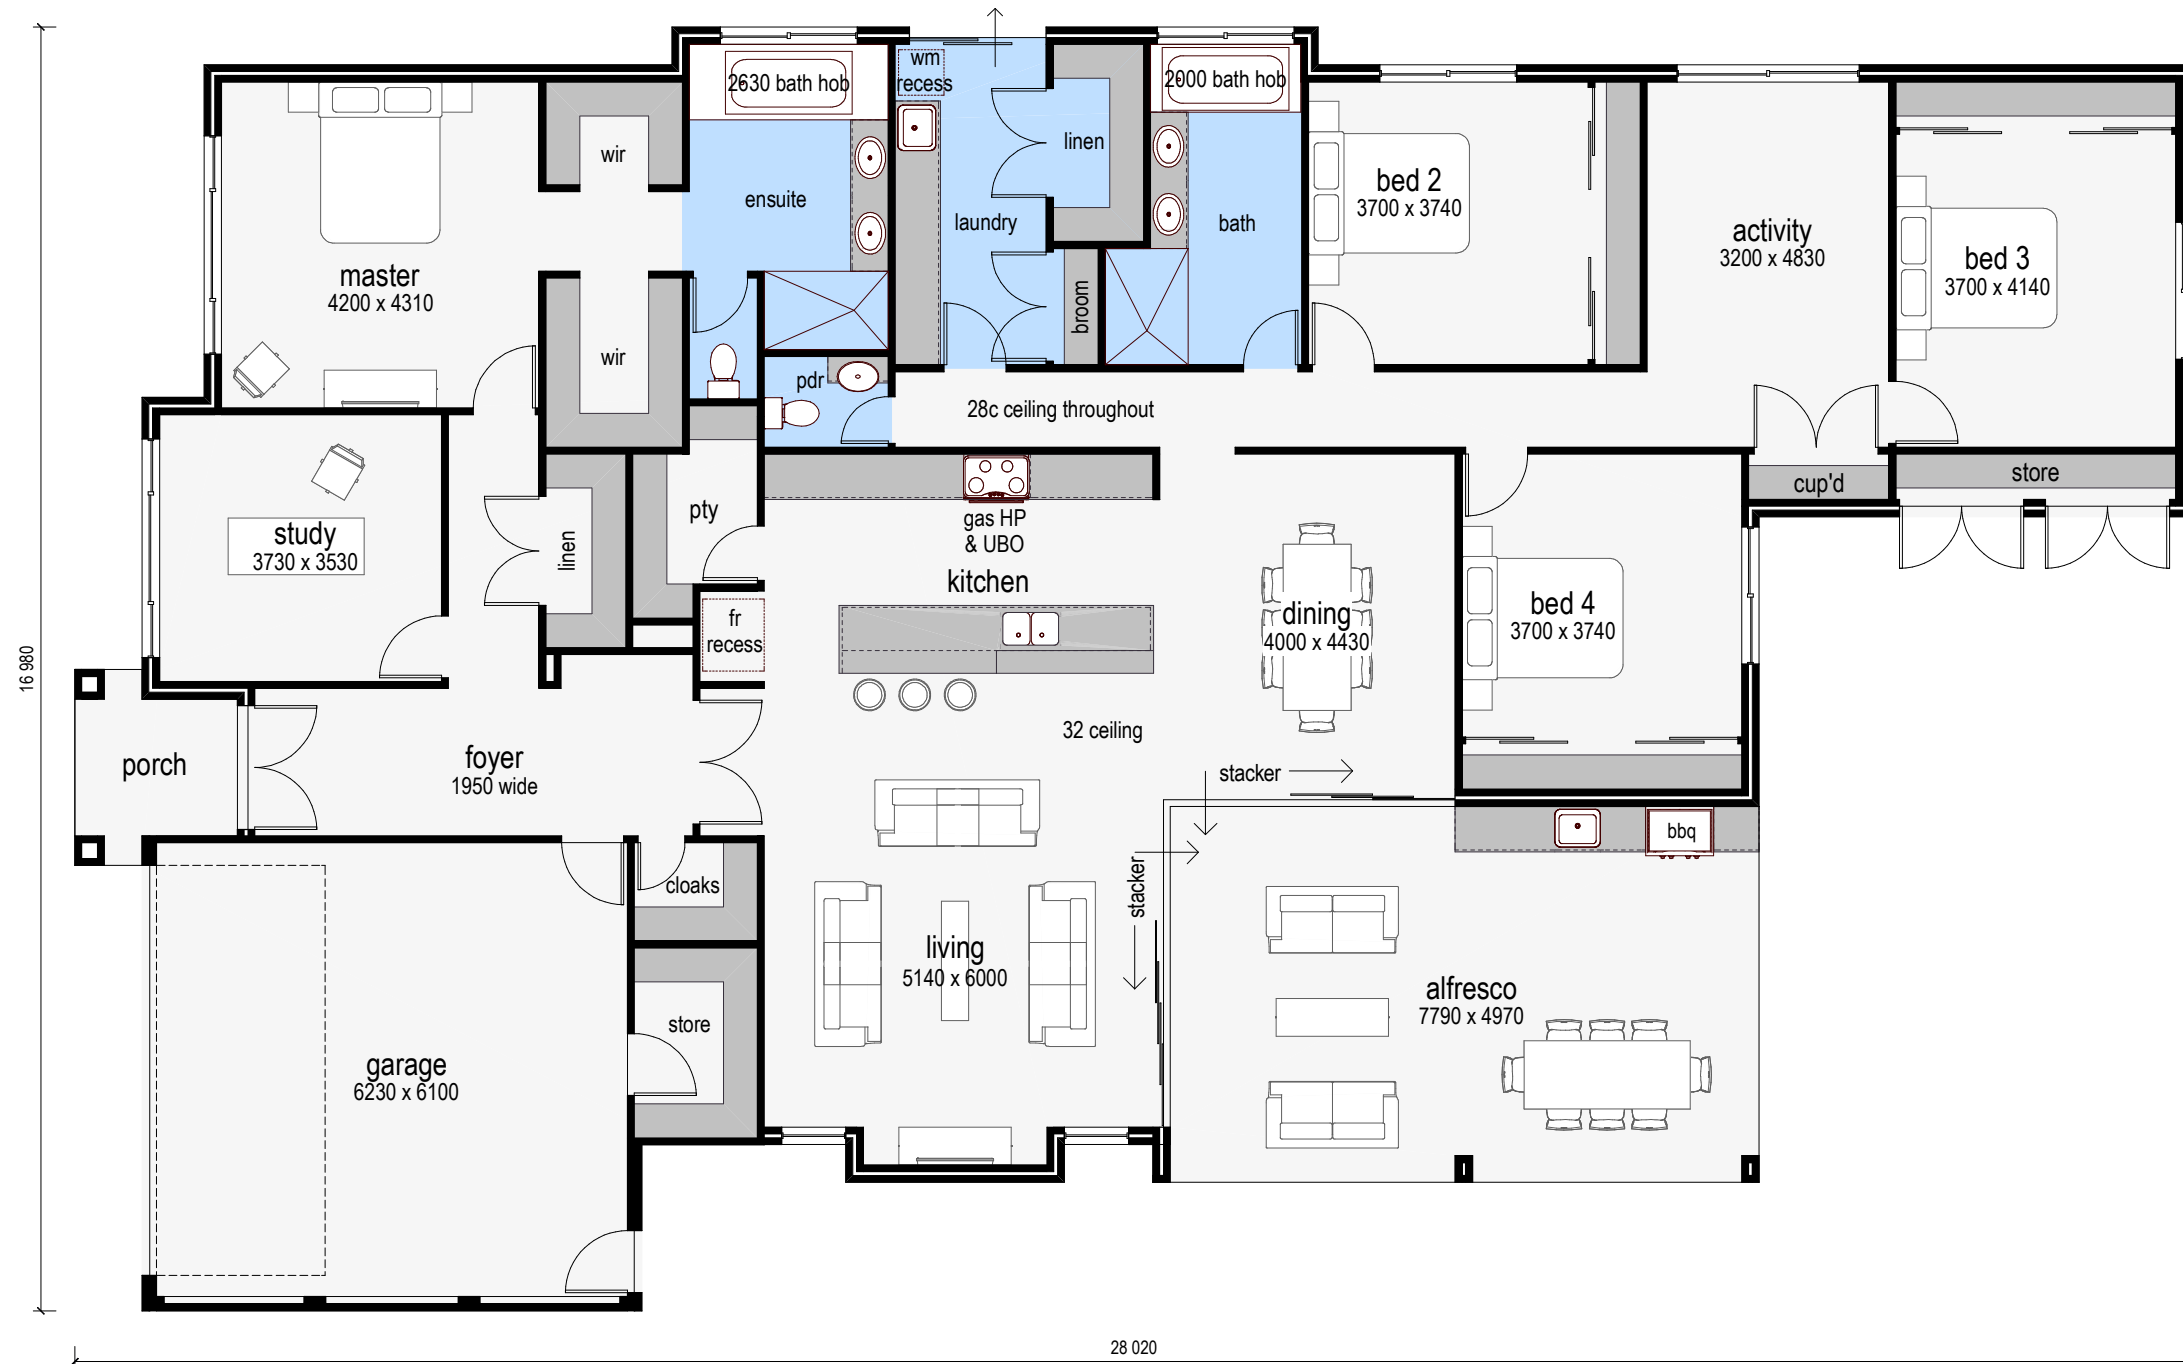 2630 bath hob
wm
recess
2000 bath hob
wir
linen
ensuite
laundry
bath
bed 2
3700 x 3740
activity
3200 x 4830
bed 3
3700 x 4140
master
4200 x 4310
wir
broom
pdr
28c ceiling throughout
cup'd
store
study
3730 x 3530
linen
pty
gas HP
& UBO
kitchen
fr
recess
dining
4000 x 4430
bed 4
3700 x 3740
16 980
porch
foyer
1950 wide
32 ceiling
stacker
stacker
bbq
cloaks
living
5140 x 6000
store
alfresco
7790 x 4970
garage
6230 x 6100
28 020